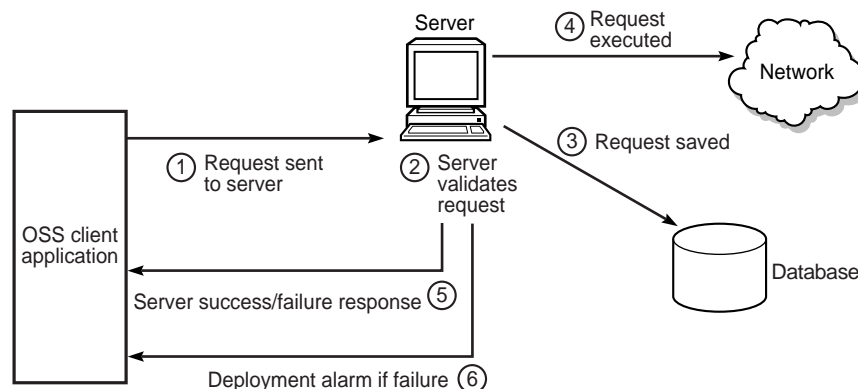 Server
④ Request
executed
Network
① Request sent
to server
② Server
validates
request
③ Request saved
OSS client
application
Database
Server success/failure response ⑤
Deployment alarm if failure ⑥